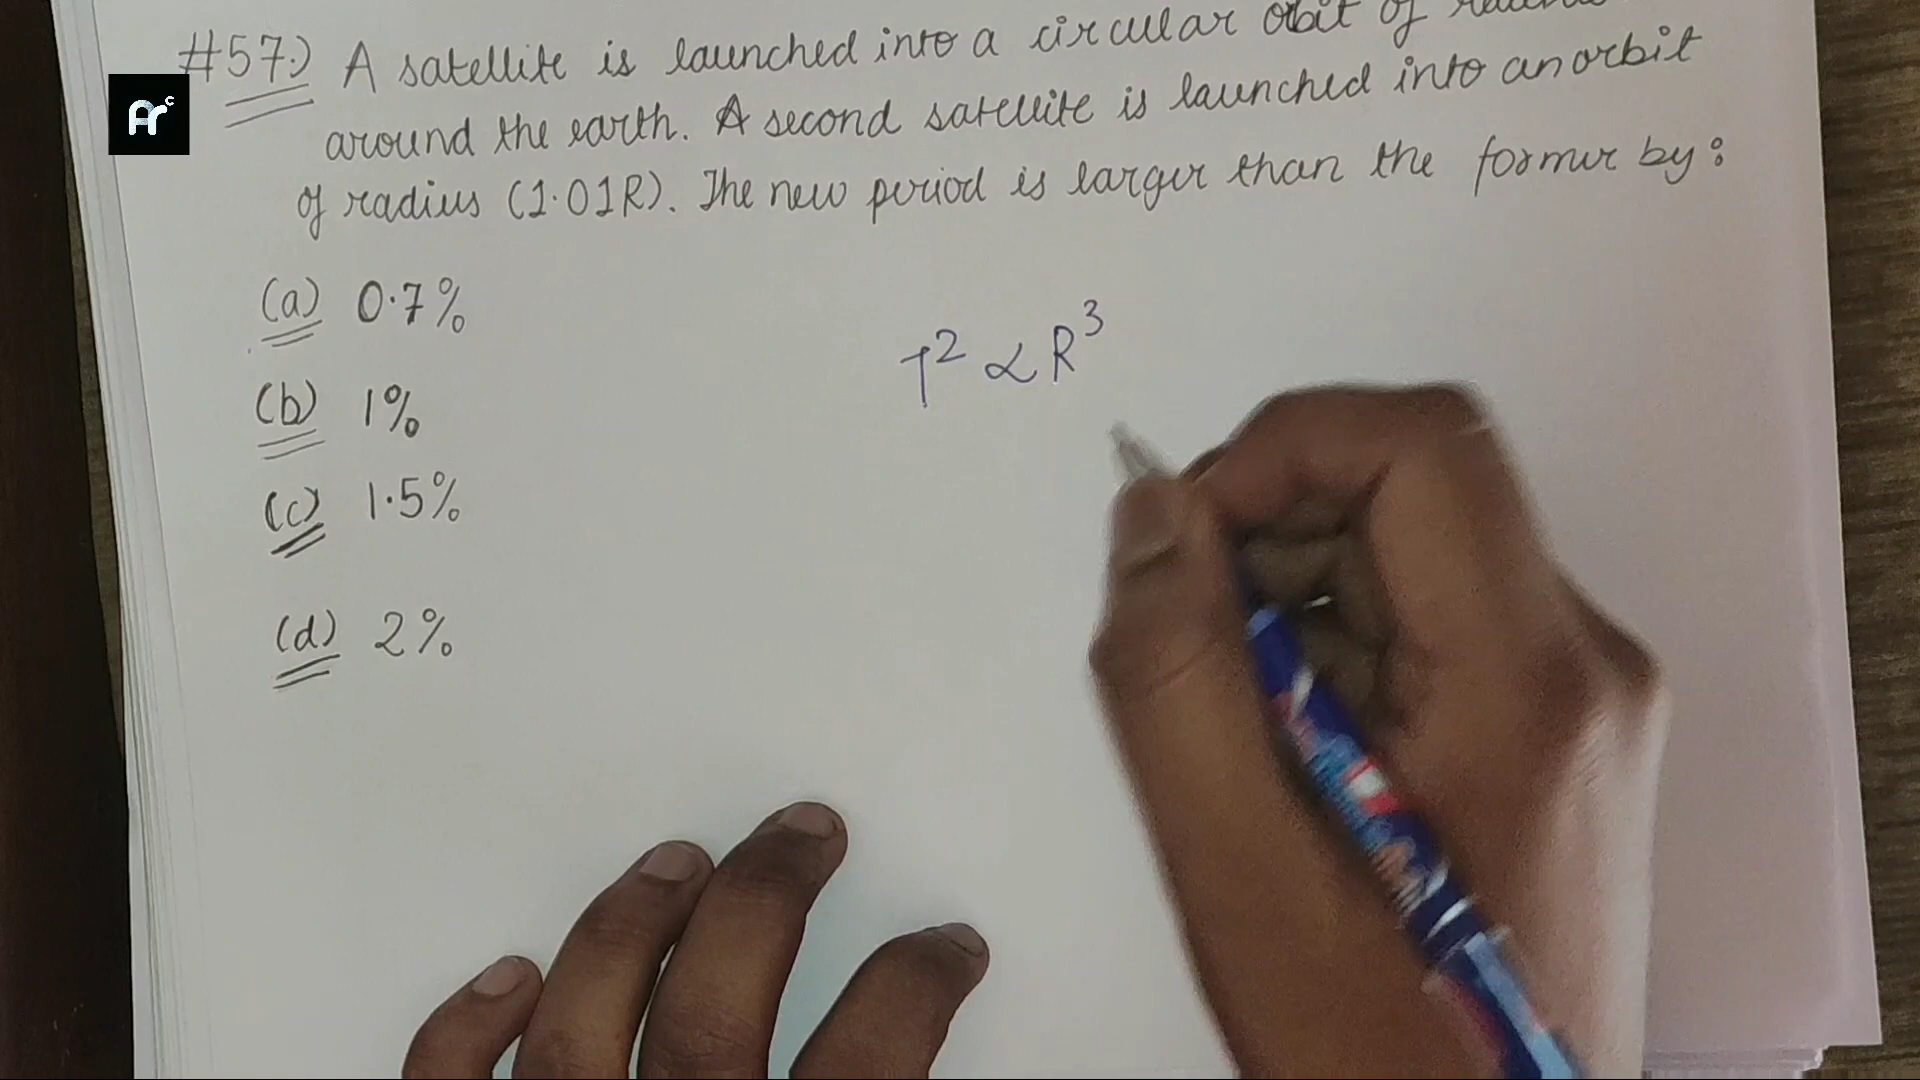 #57.) A satellite is launched into a circular orbit of
around the earth. A second satellite is launched into an orbit
of radius (1.01R). The new period is larger than the former by:
(a) 0.7%
(b) 1%
(c) 1.5%
(d) 2%
T² ∝ R³
Arc